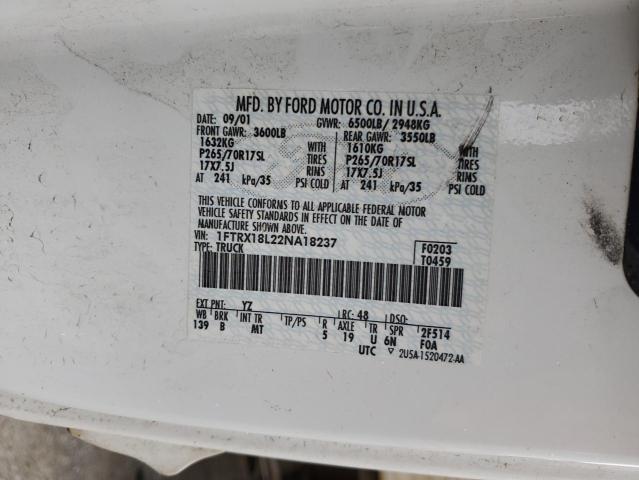 MFD. BY FORD MOTOR CO. IN U.S.A.
DATE: 09/01 GVWR: 6500LB/ 2948KG
FRONT GAWR: 3600LB REAR GAWR: 3550LB
1632KG WITH 1610KG WITH
P265/70R17SL TIRES P265/70R17SL TIRES
17X7.5J RIMS 17X7.5J RIMS
AT 241 kPa/35 PSI COLD AT 241 kPa/35 PSI COLD
THIS VEHICLE CONFORMS TO ALL APPLICABLE FEDERAL MOTOR
VEHICLE SAFETY STANDARDS IN EFFECT ON THE DATE OF
MANUFACTURE SHOWN ABOVE.
VIN: 1FTRX18L22NA18237 F0203
TYPE: TRUCK T0459
EXT PNT: YZ RC: 48 DSO:
WB BRK INT TR TP/PS R AXLE TR SPR 2F514
139 B MT 5 19 U 6N F0A
UTC ▽ 2U5A-1520472-AA